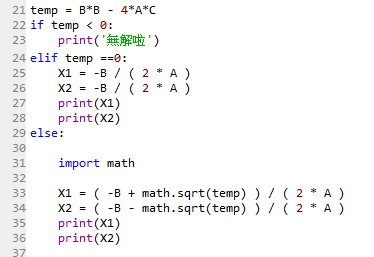 21 temp = B*B - 4*A*C
22 if temp < 0:
23     print('無解啦')
24 elif temp ==0:
25     X1 = -B / ( 2 * A )
26     X2 = -B / ( 2 * A )
27     print(X1)
28     print(X2)
29 else:
30
31     import math
32
33     X1 = ( -B + math.sqrt(temp) ) / ( 2 * A )
34     X2 = ( -B - math.sqrt(temp) ) / ( 2 * A )
35     print(X1)
36     print(X2)
37